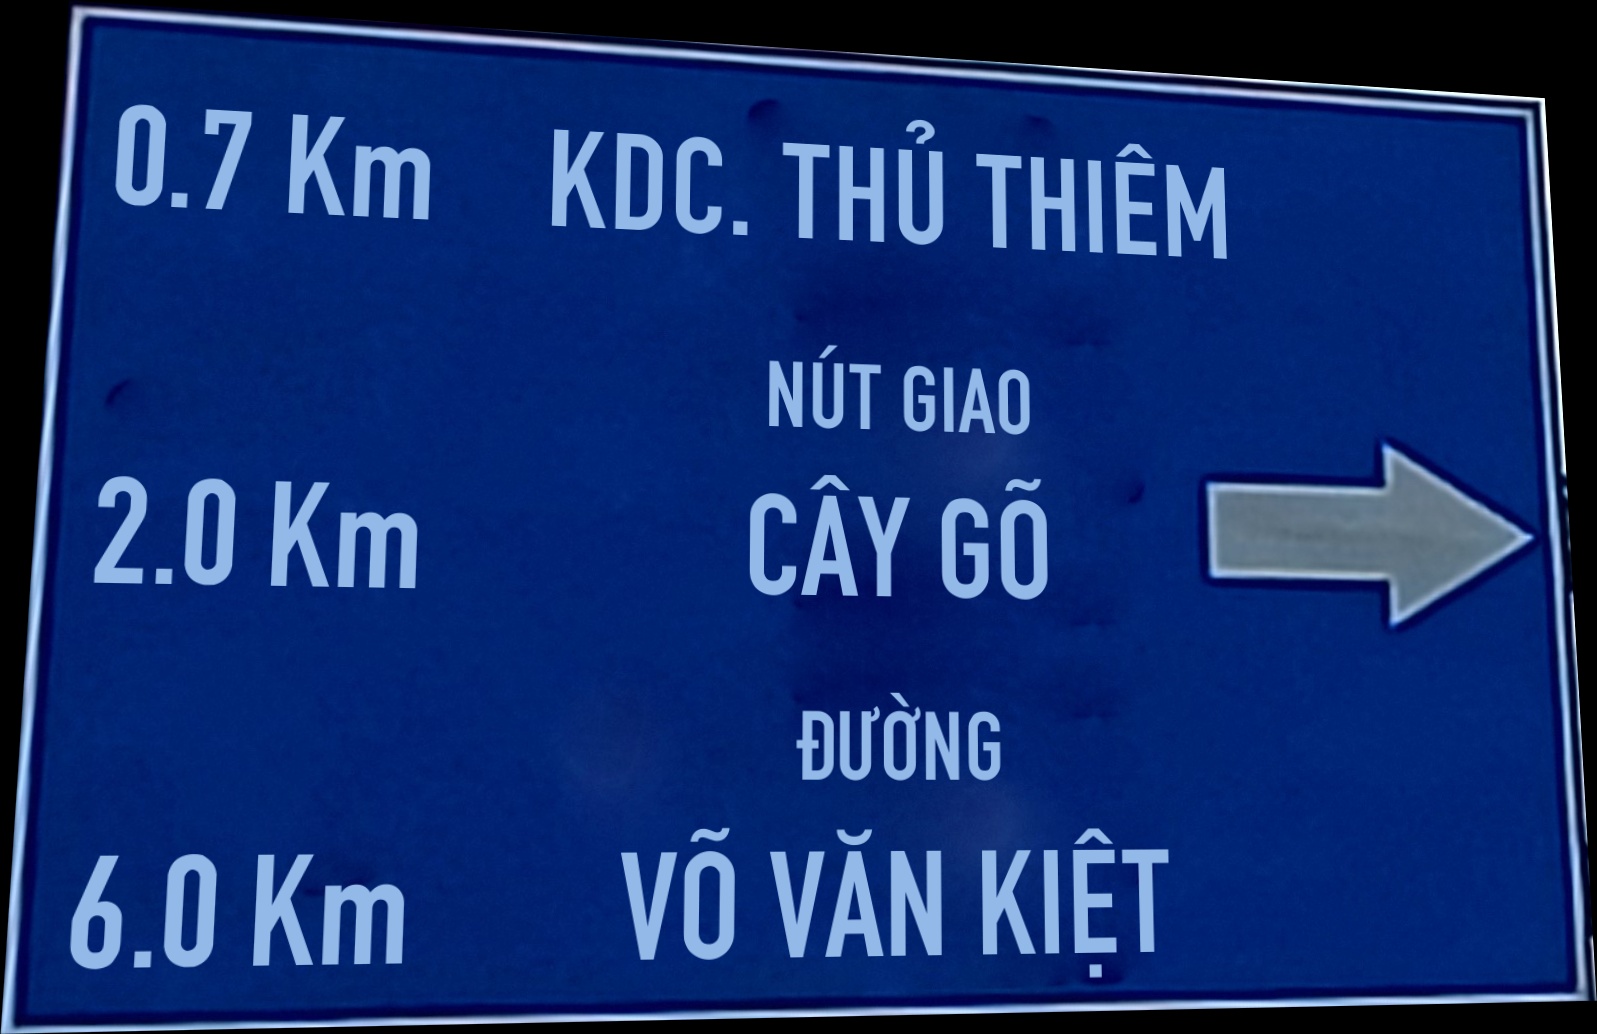 0.7 Km KDC. THỦ THIÊM
NÚT GIAO
2.0 Km CÂY GÕ
ĐƯỜNG
6.0 Km VÕ VĂN KIỆT